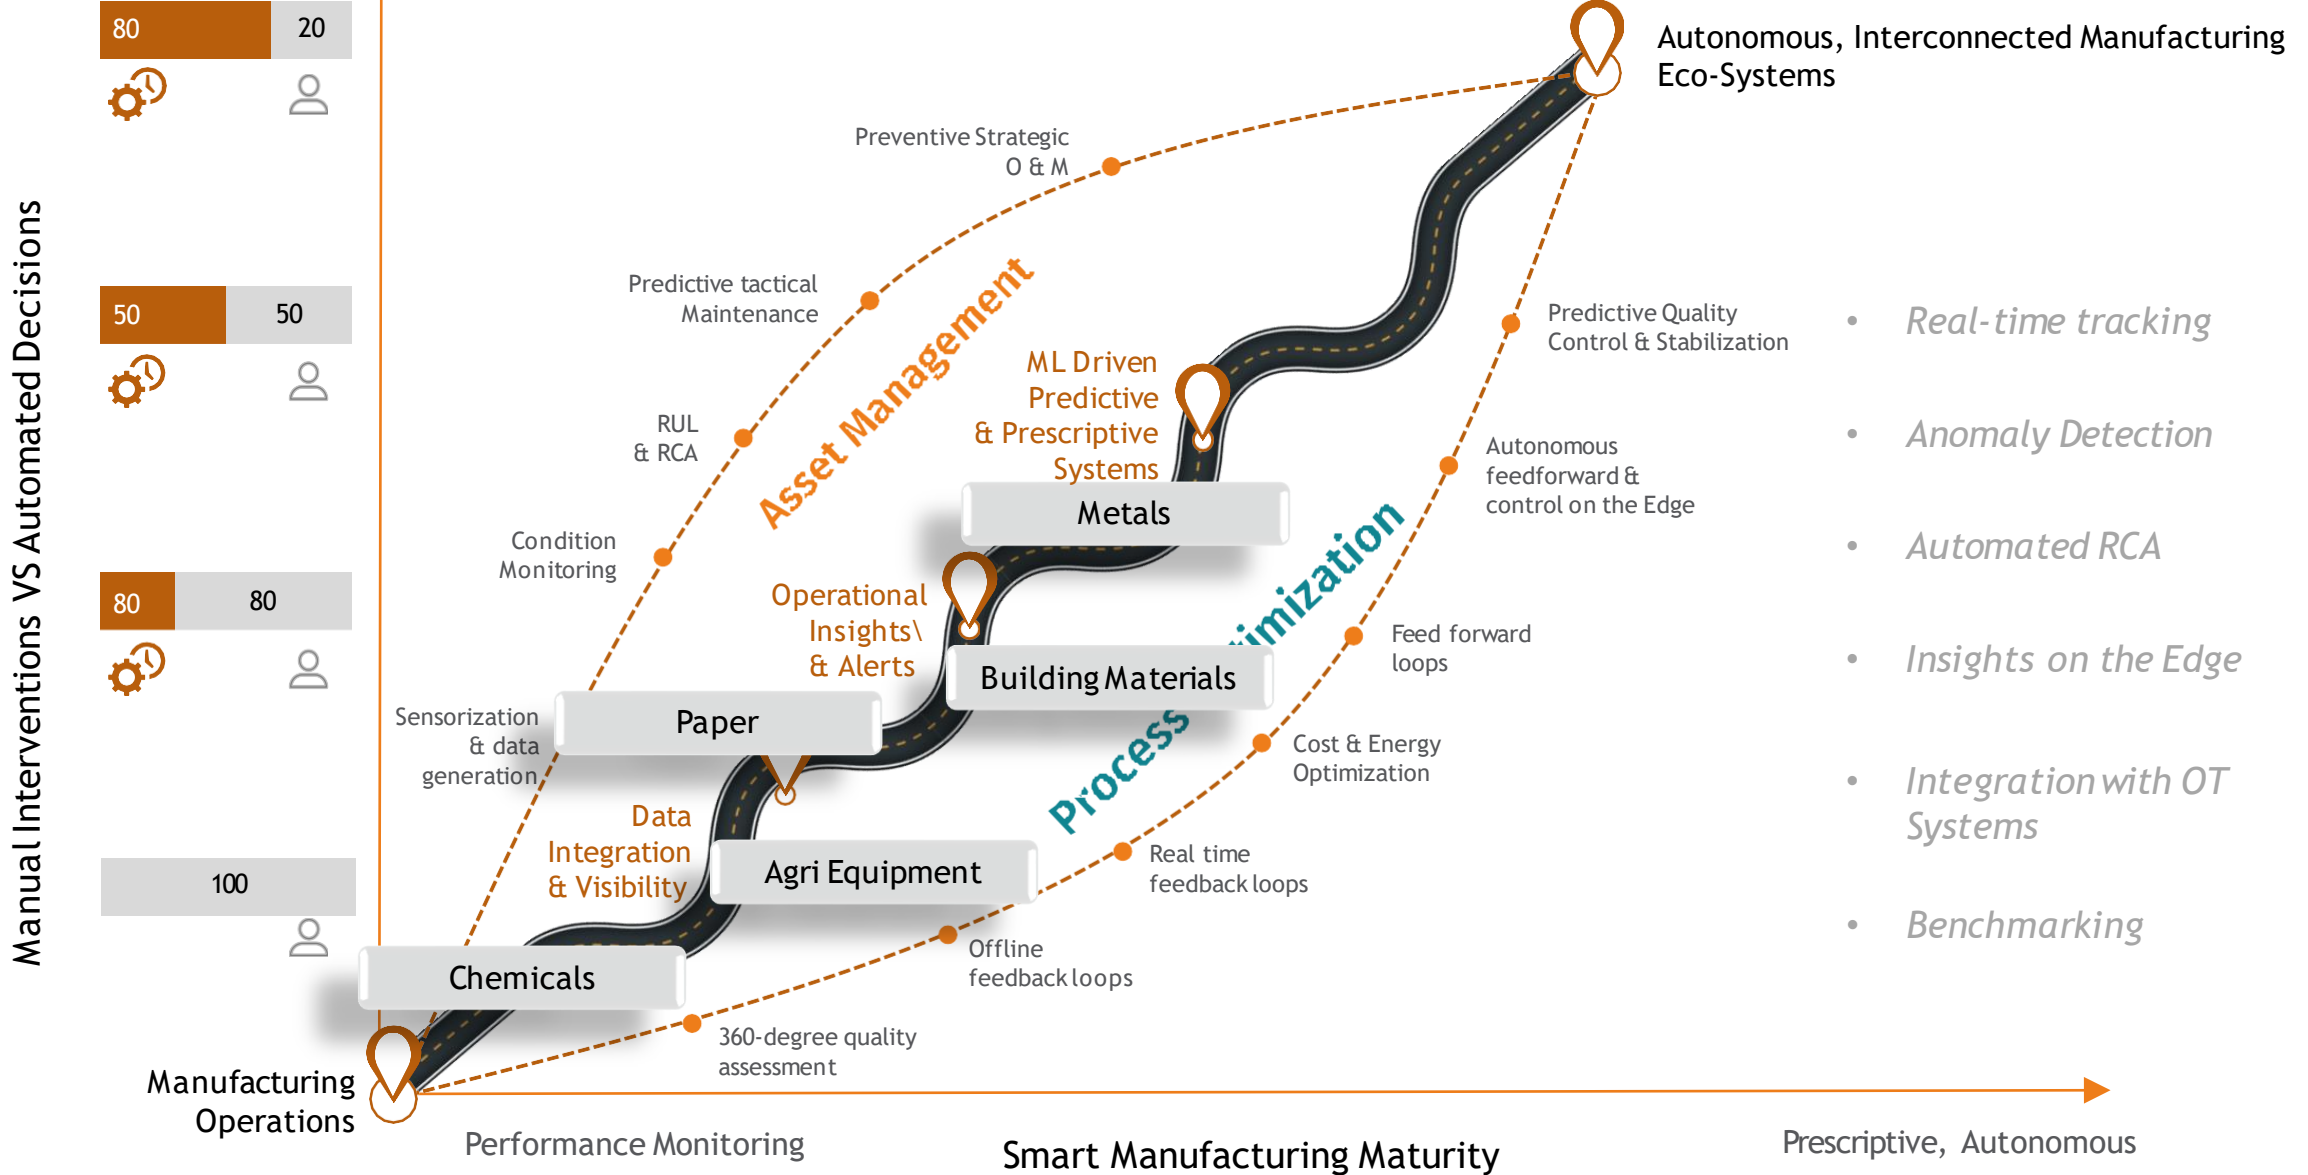 80 20
Autonomous, Interconnected Manufacturing
Eco-Systems
Preventive Strategic
O & M
Manual Interventions VS Automated Decisions
Predictive tactical
Maintenance
50 50
Asset Management
Predictive Quality
Control & Stabilization
RUL
& RCA
ML Driven
Predictive
& Prescriptive
Systems
Autonomous
feedforward &
control on the Edge
Metals
Condition
Monitoring
80 80
Operational
Insights\
& Alerts
Feed forward
loops
Building Materials
Process
timization
Paper
Sensorization
& data
generation
Cost & Energy
Optimization
Data
Integration
& Visibility
Agri Equipment
Real time
feedback loops
100
Offline
feedback loops
Chemicals
360-degree quality
assessment
• Real-time tracking
• Anomaly Detection
• Automated RCA
• Insights on the Edge
• Integration with OT
Systems
• Benchmarking
Manufacturing
Operations
Performance Monitoring
Smart Manufacturing Maturity
Prescriptive, Autonomous